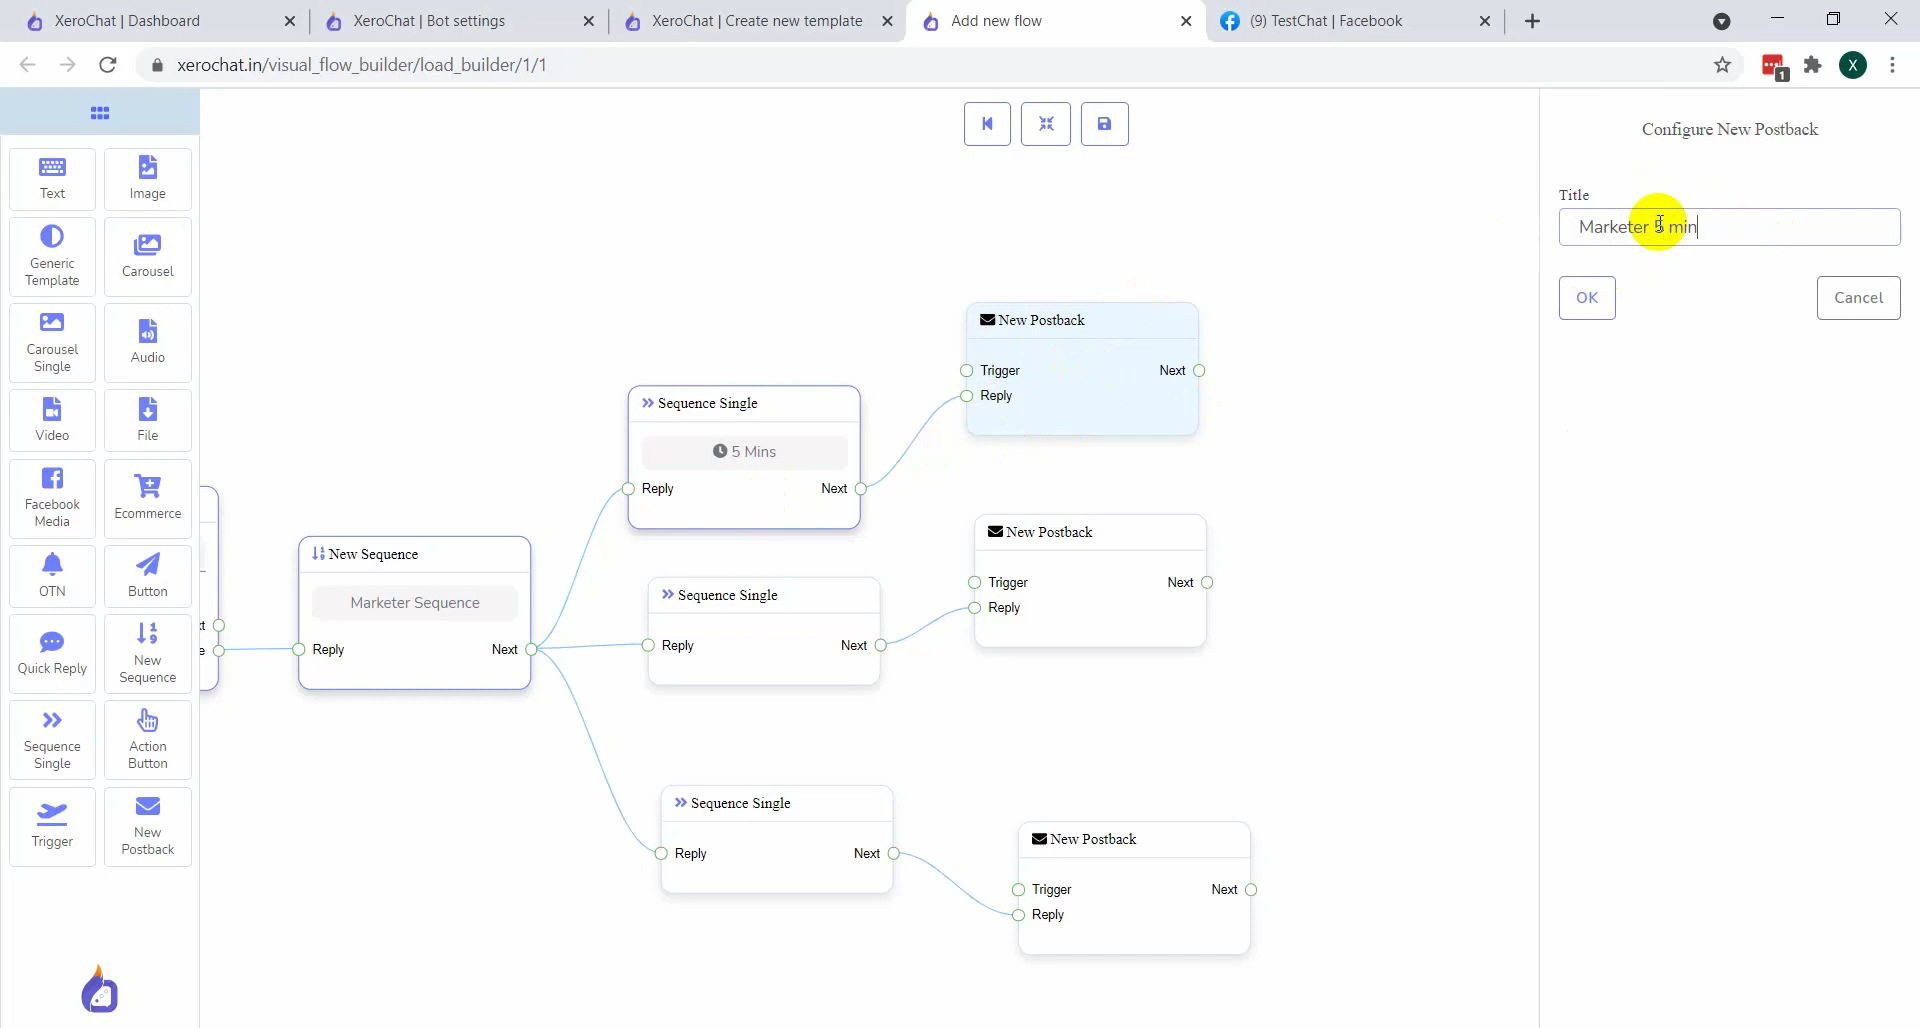 XeroChat | Dashboard
XeroChat | Bot settings
XeroChat | Create new template
Add new flow
(9) TestChat | Facebook
xerochat.in/visual_flow_builder/load_builder/1/1
1
X
Text
Image
Generic
Template
Carousel
Carousel
Single
Audio
Video
File
Facebook
Media
Ecommerce
OTN
Button
Quick Reply
New
Sequence
Sequence
Single
Action
Button
Trigger
New
Postback
New Sequence
Marketer Sequence
Reply
Next
Sequence Single
5 Mins
Reply
Next
Sequence Single
Reply
Next
Sequence Single
Reply
Next
New Postback
Trigger
Next
Reply
New Postback
Trigger
Next
Reply
New Postback
Trigger
Next
Reply
Configure New Postback
Title
Marketer 5 min
OK
Cancel